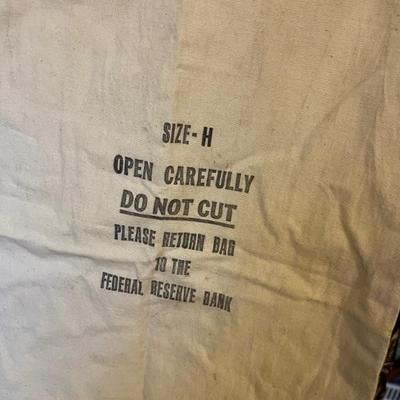 SIZE-H
OPEN CAREFULLY
DO NOT CUT
PLEASE RETURN BAG
TO THE
FEDERAL RESERVE BANK